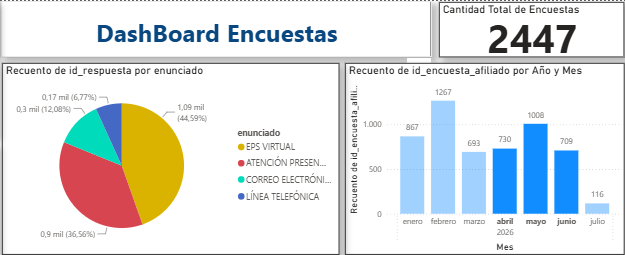 DashBoard Encuestas
Cantidad Total de Encuestas
2447
Recuento de id_respuesta por enunciado
0,17 mil (6,77%)
0,3 mil (12,08%)
1,09 mil
(44,59%)
0,9 mil (36,56%)
enunciado
EPS VIRTUAL
ATENCIÓN PRESEN...
CORREO ELECTRÓNI...
LÍNEA TELEFÓNICA
Recuento de id_encuesta_afiliado por Año y Mes
Recuento de id_encuesta_afil...
1.000
500
0
867
1267
693
730
1008
709
116
enero
febrero
marzo
abril
mayo
junio
julio
2026
Mes